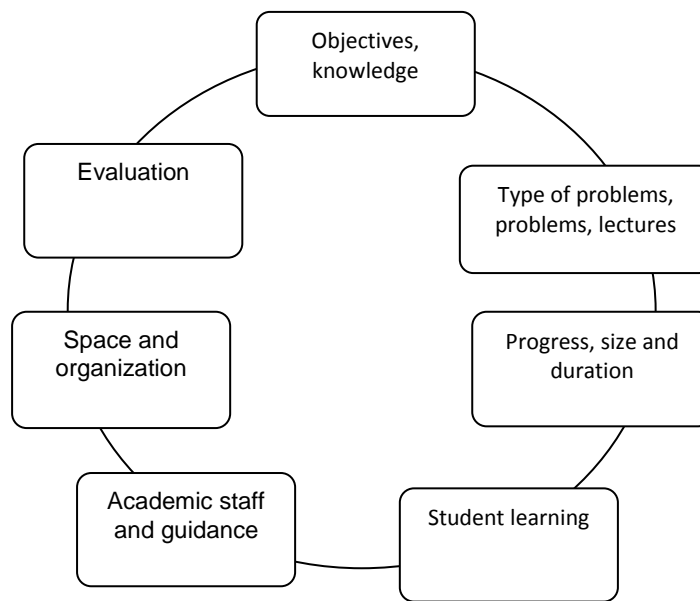 Objectives,
knowledge
Type of problems,
problems, lectures
Progress, size and
duration
Student learning
Academic staff
and guidance
Space and
organization
Evaluation